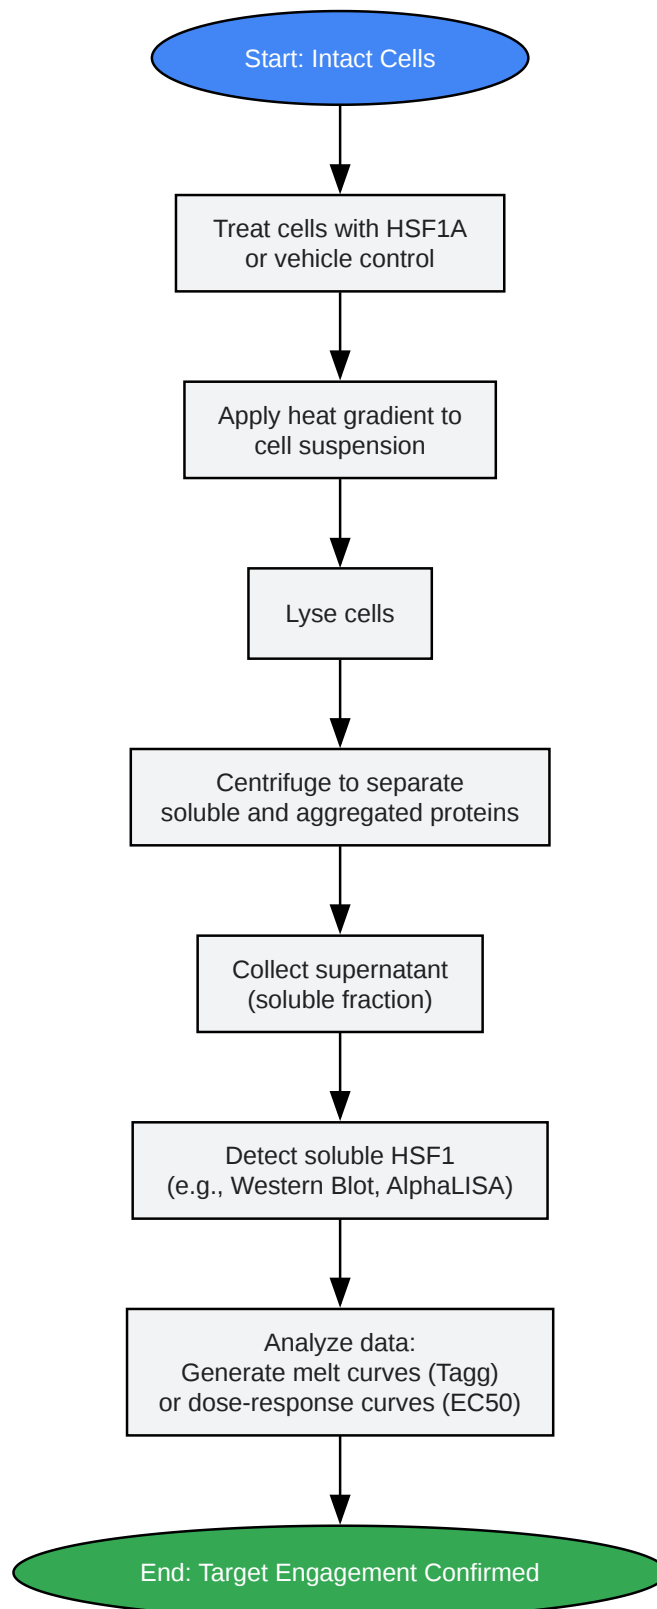 Start: Intact Cells
Treat cells with HSF1A
or vehicle control
Apply heat gradient to
cell suspension
Lyse cells
Centrifuge to separate
soluble and aggregated proteins
Collect supernatant
(soluble fraction)
Detect soluble HSF1
(e.g., Western Blot, AlphaLISA)
Analyze data:
Generate melt curves (Tagg)
or dose-response curves (EC50)
End: Target Engagement Confirmed